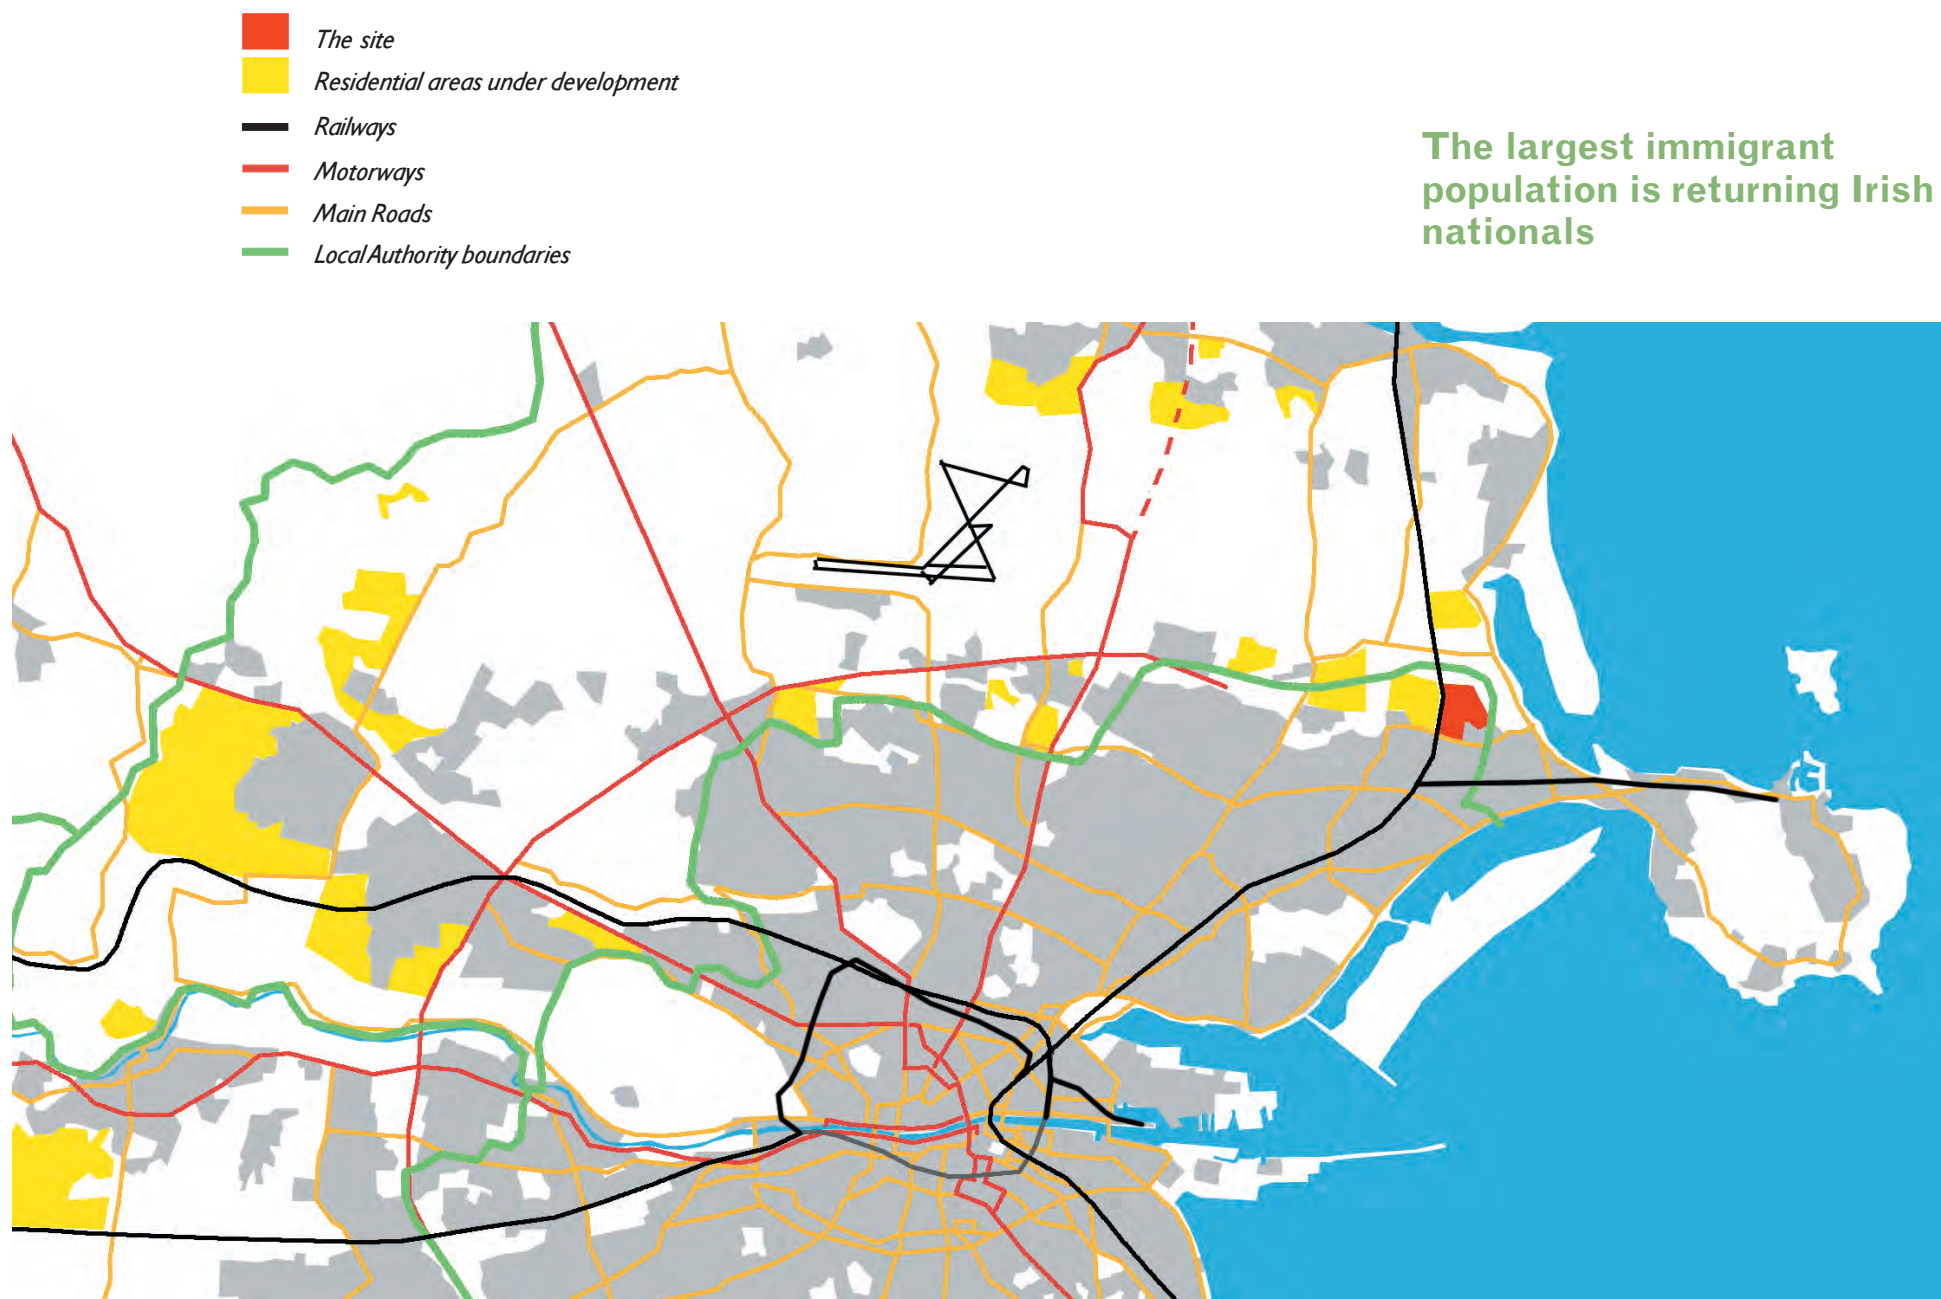 The site
Residential areas under development
Railways
Motorways
Main Roads
Local Authority boundaries
The largest immigrant
population is returning Irish
nationals